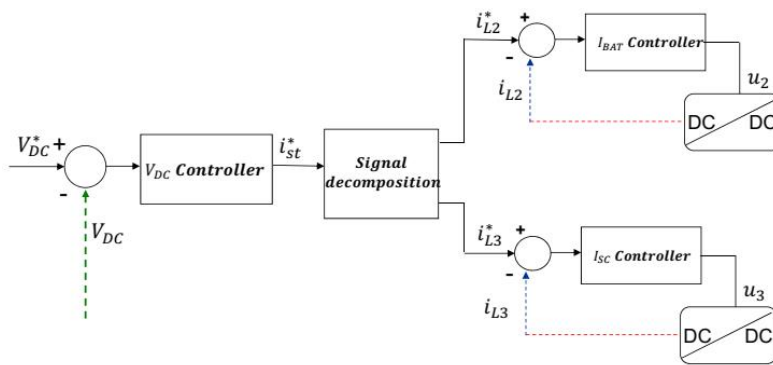 V*DC +
-
VDC
VDC Controller
i*st
Signal
decomposition
i*L2
+
-
iL2
IBAT Controller
u2
DC
DC
i*L3
+
-
iL3
ISC Controller
u3
DC
DC